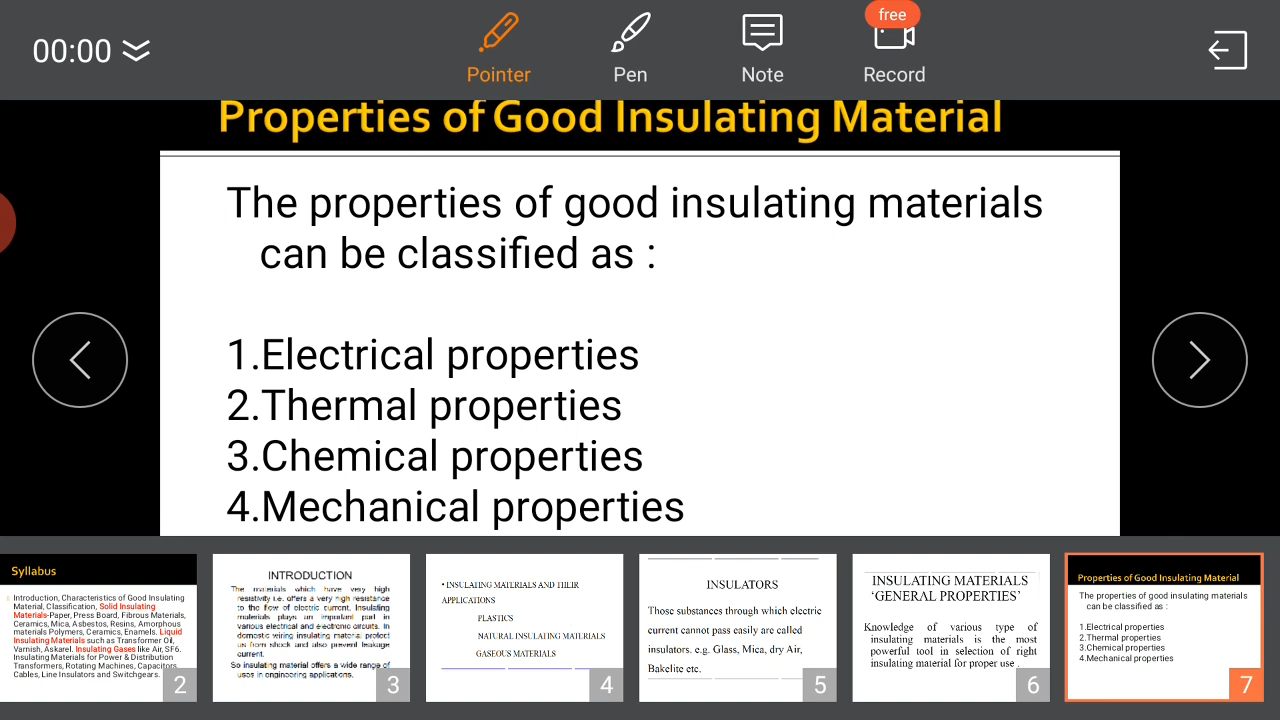 00:00
Pointer
Pen
Note
free
Record
Properties of Good Insulating Material
The properties of good insulating materials
can be classified as :
1.Electrical properties
2.Thermal properties
3.Chemical properties
4.Mechanical properties
Syllabus
Introduction, Characteristics of Good Insulating
Material, Classification, Solid Insulating
Materials-Paper, Press Board, Fibrous Materials,
Ceramics, Mica, Asbestos, Resins, Amorphous
materials Polymers, Ceramics, Enamels. Liquid
Insulating Materials such as Transformer Oil,
Varnish, Askarel. Insulating Gases like Air, SF6.
Insulating Materials for Power & Distribution
Transformers, Rotating Machines, Capacitors,
Cables, Line Insulators and Switchgears.
2
INTRODUCTION
The materials which have very high
resistivity i.e. offers a very high resistance
to the flow of electric current. Insulating
materials plays an important part in
various electrical and electronic circuits. In
domestic wiring insulating material protect
us from shock and also prevent leakage
current.
So insulating material offers a wide range of
uses in engineering applications.
3
• INSULATING MATERIALS AND THEIR
APPLICATIONS
PLASTICS
NATURAL INSULATING MATERIALS
GASEOUS MATERIALS
4
INSULATORS
Those substances through which electric
current cannot pass easily are called
insulators. e.g. Glass, Mica, dry Air,
Bakelite etc.
5
INSULATING MATERIALS
‘GENERAL PROPERTIES’
Knowledge of various type of
insulating materials is the most
powerful tool in selection of right
insulating material for proper use .
6
Properties of Good Insulating Material
The properties of good insulating materials
can be classified as :
1.Electrical properties
2.Thermal properties
3.Chemical properties
4.Mechanical properties
7